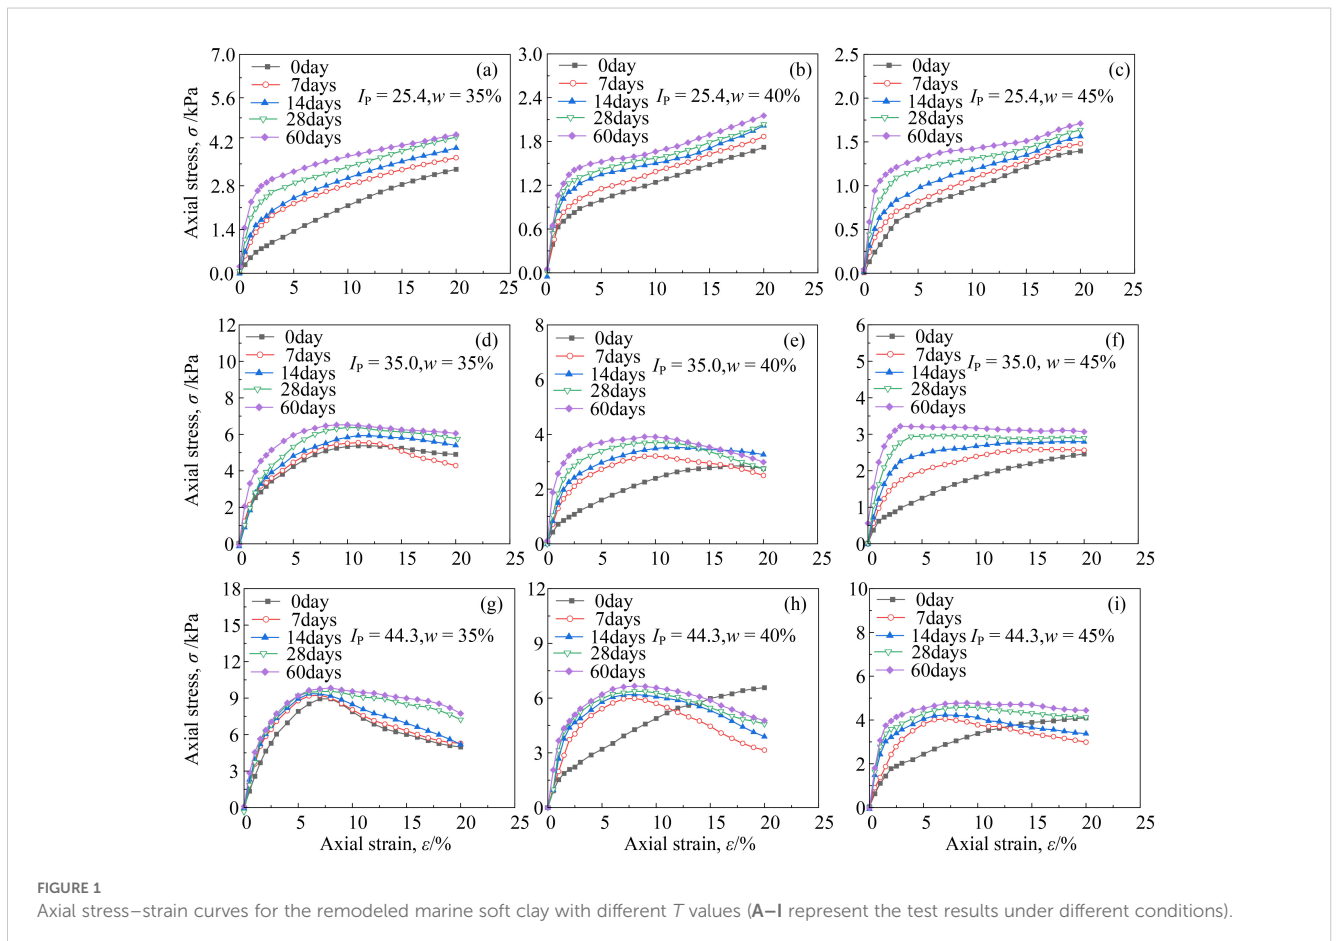 7.0
5.6
4.2
2.8
1.4
0.0
Axial stress, σ /kPa
0day
7days
14days
28days
60days
(a)
I_P = 25.4,w = 35%
0 5 10 15 20 25
3.0
2.4
1.8
1.2
0.6
0.0
0day
7days
14days
28days
60days
(b)
I_P = 25.4,w = 40%
0 5 10 15 20 25
2.5
2.0
1.5
1.0
0.5
0.0
0day
7days
14days
28days
60days
(c)
I_P = 25.4,w = 45%
0 5 10 15 20 25
12
10
8
6
4
2
0
Axial stress, σ /kPa
0day
7days
14days
28days
60days
(d)
I_P = 35.0,w = 35%
0 5 10 15 20 25
8
6
4
2
0
0day
7days
14days
28days
60days
(e)
I_P = 35.0,w = 40%
0 5 10 15 20 25
6
5
4
3
2
1
0
0day
7days
14days
28days
60days
(f)
I_P = 35.0, w = 45%
0 5 10 15 20 25
18
15
12
9
6
3
0
Axial stress, σ /kPa
0day
7days
14days
28days
60days
(g)
I_P = 44.3,w = 35%
0 5 10 15 20 25
Axial strain, ε/%
12
9
6
3
0
0day
7days
14days
28days
60days
(h)
I_P = 44.3,w = 40%
0 5 10 15 20 25
Axial strain, ε/%
10
8
6
4
2
0
0day
7days
14days
28days
60days
(i)
I_P = 44.3,w = 45%
0 5 10 15 20 25
Axial strain, ε/%
FIGURE 1
Axial stress–strain curves for the remodeled marine soft clay with different T values (A–I represent the test results under different conditions).